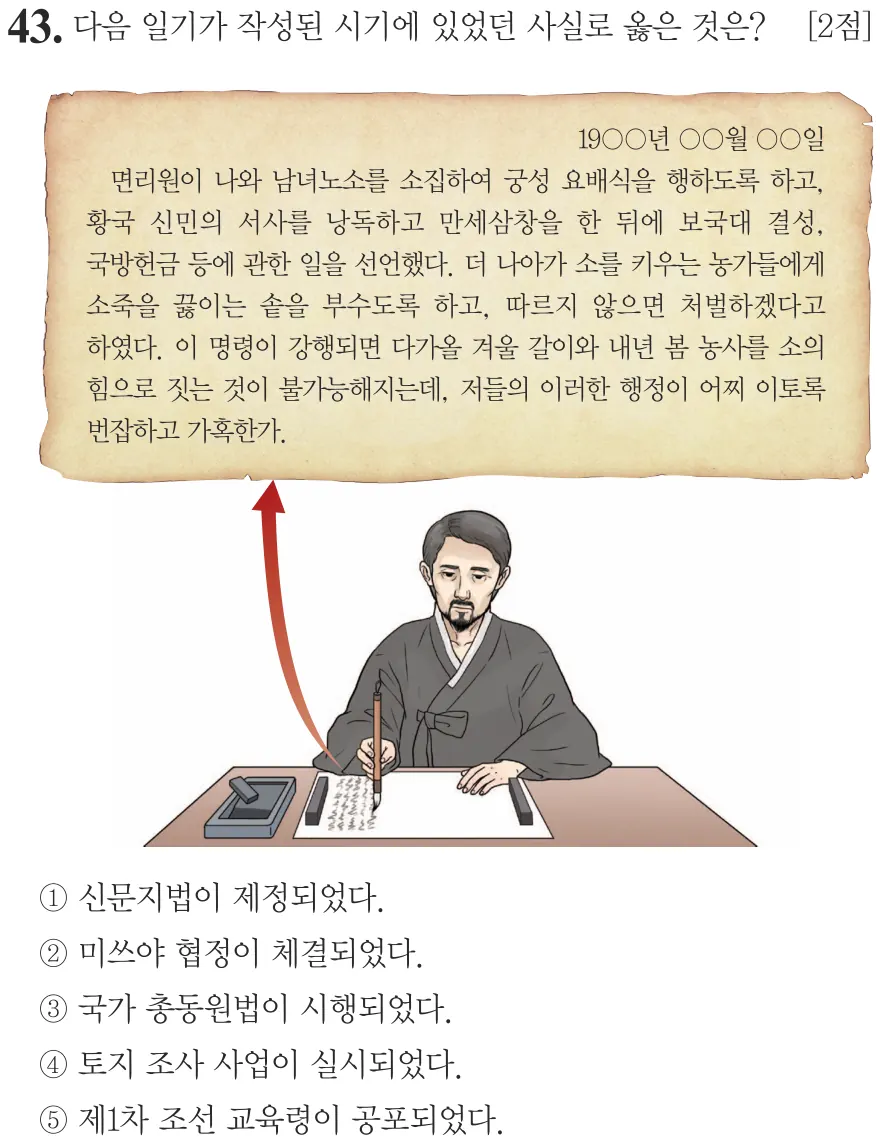 43. 다음 일기가 작성된 시기에 있었던 사실로 옳은 것은? [2점]
19○○년 ○○월 ○○일
면리원이 나와 남녀노소를 소집하여 궁성 요배식을 행하도록 하고,
황국 신민의 서사를 낭독하고 만세삼창을 한 뒤에 보국대 결성,
국방헌금 등에 관한 일을 선언했다. 더 나아가 소를 키우는 농가들에게
소죽을 끓이는 솥을 부수도록 하고, 따르지 않으면 처벌하겠다고
하였다. 이 명령이 강행되면 다가올 겨울 갈이와 내년 봄 농사를 소의
힘으로 짓는 것이 불가능해지는데, 저들의 이러한 행정이 어찌 이토록
번잡하고 가혹한가.
① 신문지법이 제정되었다.
② 미쓰야 협정이 체결되었다.
③ 국가 총동원법이 시행되었다.
④ 토지 조사 사업이 실시되었다.
⑤ 제1차 조선 교육령이 공포되었다.